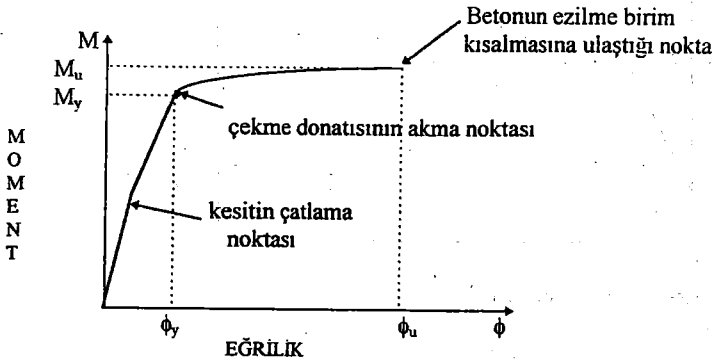 Betonun ezilme birim
kısalmasına ulaştığı nokta
M
Mu
My
çekme donatısının akma noktası
MOMENT
kesitin çatlama
noktası
ϕy
ϕu
ϕ
EĞRİLİK